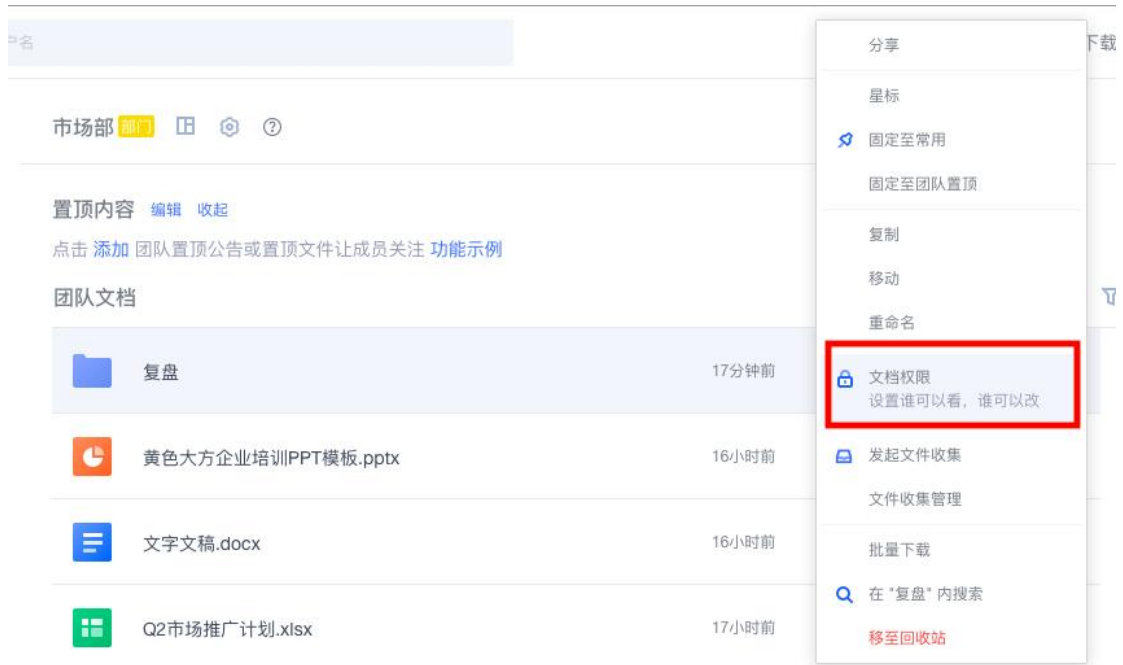 户名
下载
市场部 部门
置顶内容 编辑 收起
点击 添加 团队置顶公告或置顶文件让成员关注 功能示例
团队文档
复盘 17分钟前
黄色大方企业培训PPT模板.pptx 16小时前
文字文稿.docx 16小时前
Q2市场推广计划.xlsx 17小时前
分享
星标
固定至常用
固定至团队置顶
复制
移动
重命名
文档权限
设置谁可以看，谁可以改
发起文件收集
文件收集管理
批量下载
在 "复盘" 内搜索
移至回收站